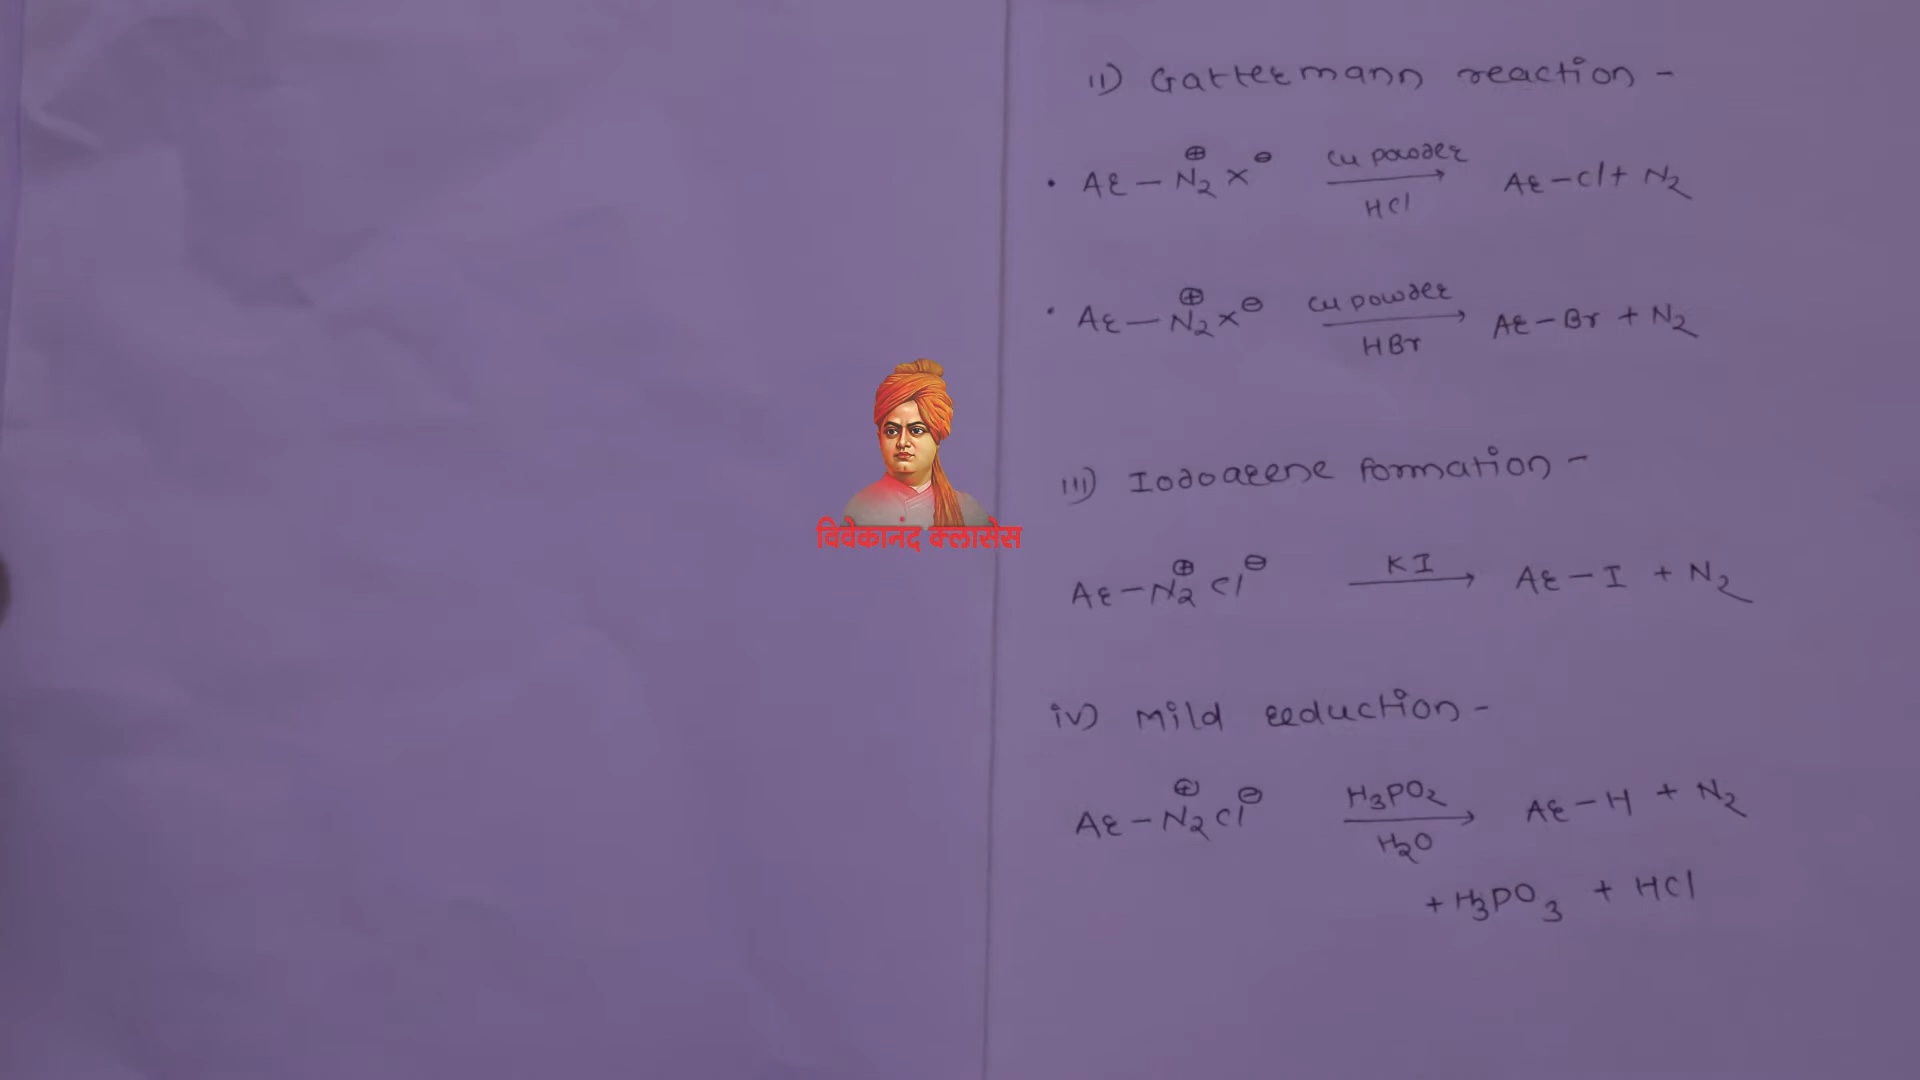 विवेकानंद क्लासेस
ii) Gattermann reaction -
• Ar - N₂⊕ X⊖ Cu powder → HCl Ar - Cl + N₂
• Ar - N₂⊕ X⊖ Cu powder → HBr Ar - Br + N₂
iii) Iodoarene formation -
Ar - N₂⊕ Cl⊖ KI → Ar - I + N₂
iv) Mild reduction -
Ar - N₂⊕ Cl⊖ H₃PO₂ → H₂O Ar - H + N₂
+ H₃PO₃ + HCl